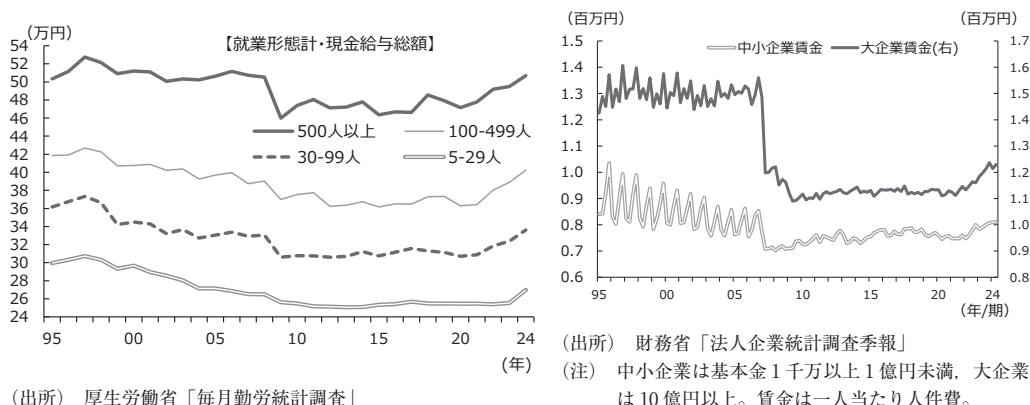 (万円)
【就業形態計・現金給与総額】
54
52
50
48
46
44
42
40
38
36
34
32
30
28
26
24
500人以上
100-499人
30-99人
5-29人
95 00 05 10 15 20 24
(年)
(出所) 厚生労働省「毎月勤労統計調査」
(百万円) (百万円)
中小企業賃金 大企業賃金(右)
1.5
1.4
1.3
1.2
1.1
1.0
0.9
0.8
0.7
0.6
1.7
1.6
1.5
1.4
1.3
1.2
1.1
1.0
0.9
0.8
95 00 05 10 15 20 24
(年/期)
(出所) 財務省「法人企業統計調査季報」
(注) 中小企業は基本金1千万以上1億円未満，大企業
は10億円以上。賃金は一人当たり人件費。